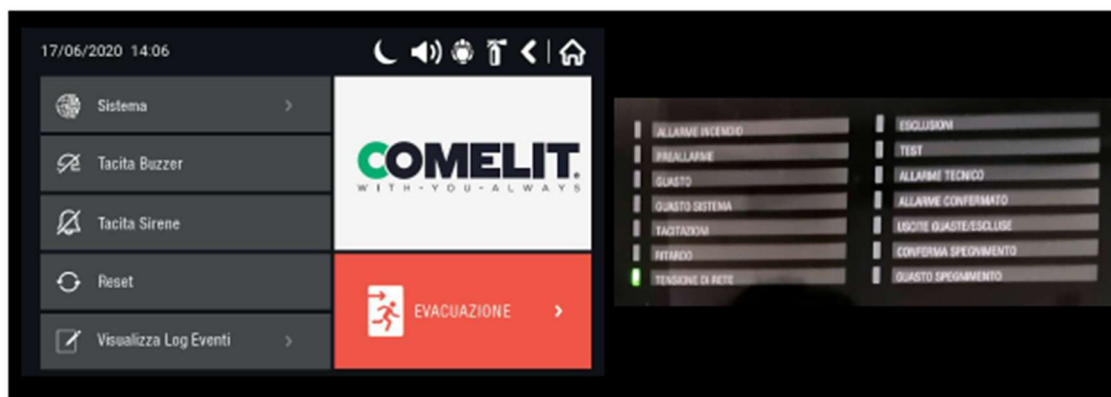 17/06/2020 14:06
Sistema
Tacita Buzzer
Tacita Sirene
Reset
Visualizza Log Eventi
COMELIT.
WITH-YOU-ALWAYS
EVACUAZIONE
ALLARME INCENDIO
PREALLARME
GUASTO
GUASTO SISTEMA
TACITAZIONI
RITARDO
TENSIONE DI RETE
ESCLUSIONI
TEST
ALLARME TECNICO
ALLARME CONFERMATO
USCITE GUASTE/ESCLUSE
CONFERMA SPEGNIMENTO
GUASTO SPEGNIMENTO